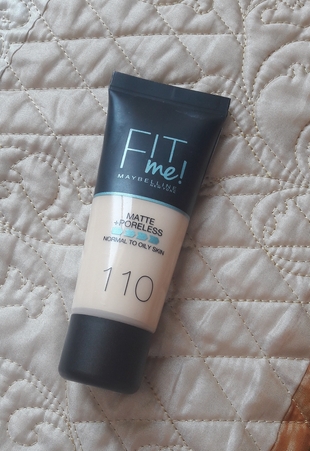 FIT
me!
MAYBELLINE
MATTE
+PORELESS
NORMAL TO OILY SKIN
110